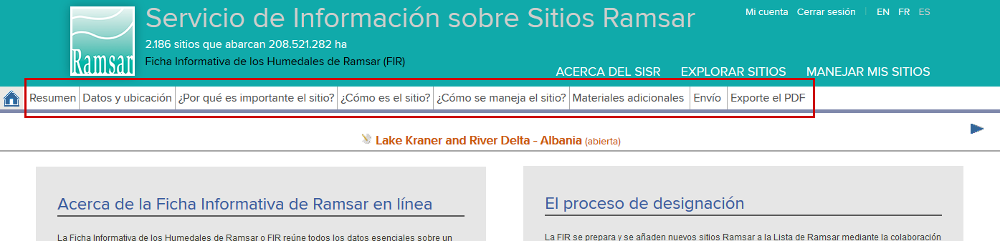 Ramsar
Servicio de Información sobre Sitios Ramsar
Mi cuenta Cerrar sesión | EN FR ES
2.186 sitios que abarcan 208.521.282 ha
Ficha Informativa de los Humedales de Ramsar (FIR)
ACERCA DEL SISR EXPLORAR SITIOS MANEJAR MIS SITIOS
Resumen Datos y ubicación ¿Por qué es importante el sitio? ¿Cómo es el sitio? ¿Cómo se maneja el sitio? Materiales adicionales Envío Exporte el PDF
Lake Kraner and River Delta - Albania (abierta)
Acerca de la Ficha Informativa de Ramsar en línea
La Ficha Informativa de los Humedales de Ramsar o FIR reúne todos los datos esenciales sobre un
El proceso de designación
La FIR se prepara y se añaden nuevos sitios Ramsar a la Lista de Ramsar mediante la colaboración